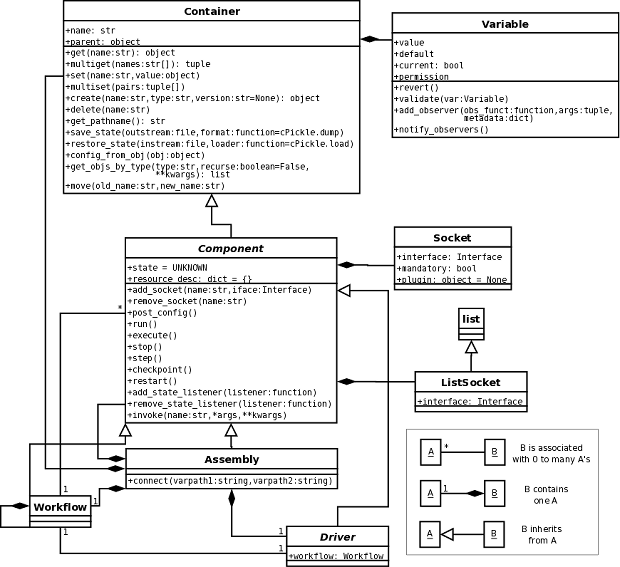 Container
+name: str
+parent: object
+get(name:str): object
+multiget(names:str[]): tuple
+set(name:str,value:object)
+multiset(pairs:tuple[])
+create(name:str,type:str,version:str=None): object
+delete(name:str)
+get_pathname(): str
+save_state(outstream:file,format:function=cPickle.dump)
+restore_state(instream:file,loader:function=cPickle.load)
+config_from_obj(obj:object)
+get_objs_by_type(type:str,recurse:boolean=False,
**kwargs): list
+move(old_name:str,new_name:str)
Variable
+value
+default
+current: bool
+permission
+revert()
+validate(var:Variable)
+add_observer(obs_funct:function,args:tuple,
metadata:dict)
+notify_observers()
Component
+state = UNKNOWN
+resource_desc: dict = {}
+add_socket(name:str,iface:Interface)
+remove_socket(name:str)
+post_config()
+run()
+execute()
+stop()
+step()
+checkpoint()
+restart()
+add_state_listener(listener:function)
+remove_state_listener(listener:function)
+invoke(name:str,*args,**kwargs)
Socket
+interface: Interface
+mandatory: bool
+plugin: object = None
list
ListSocket
+interface: Interface
*
Assembly
+connect(varpath1:string,varpath2:string)
1
1
Workflow
1
1
1
Driver
+workflow: Workflow
A
*
B
B is associated
with 0 to many A's
A
1
B
B contains
one A
A
B
B inherits
from A